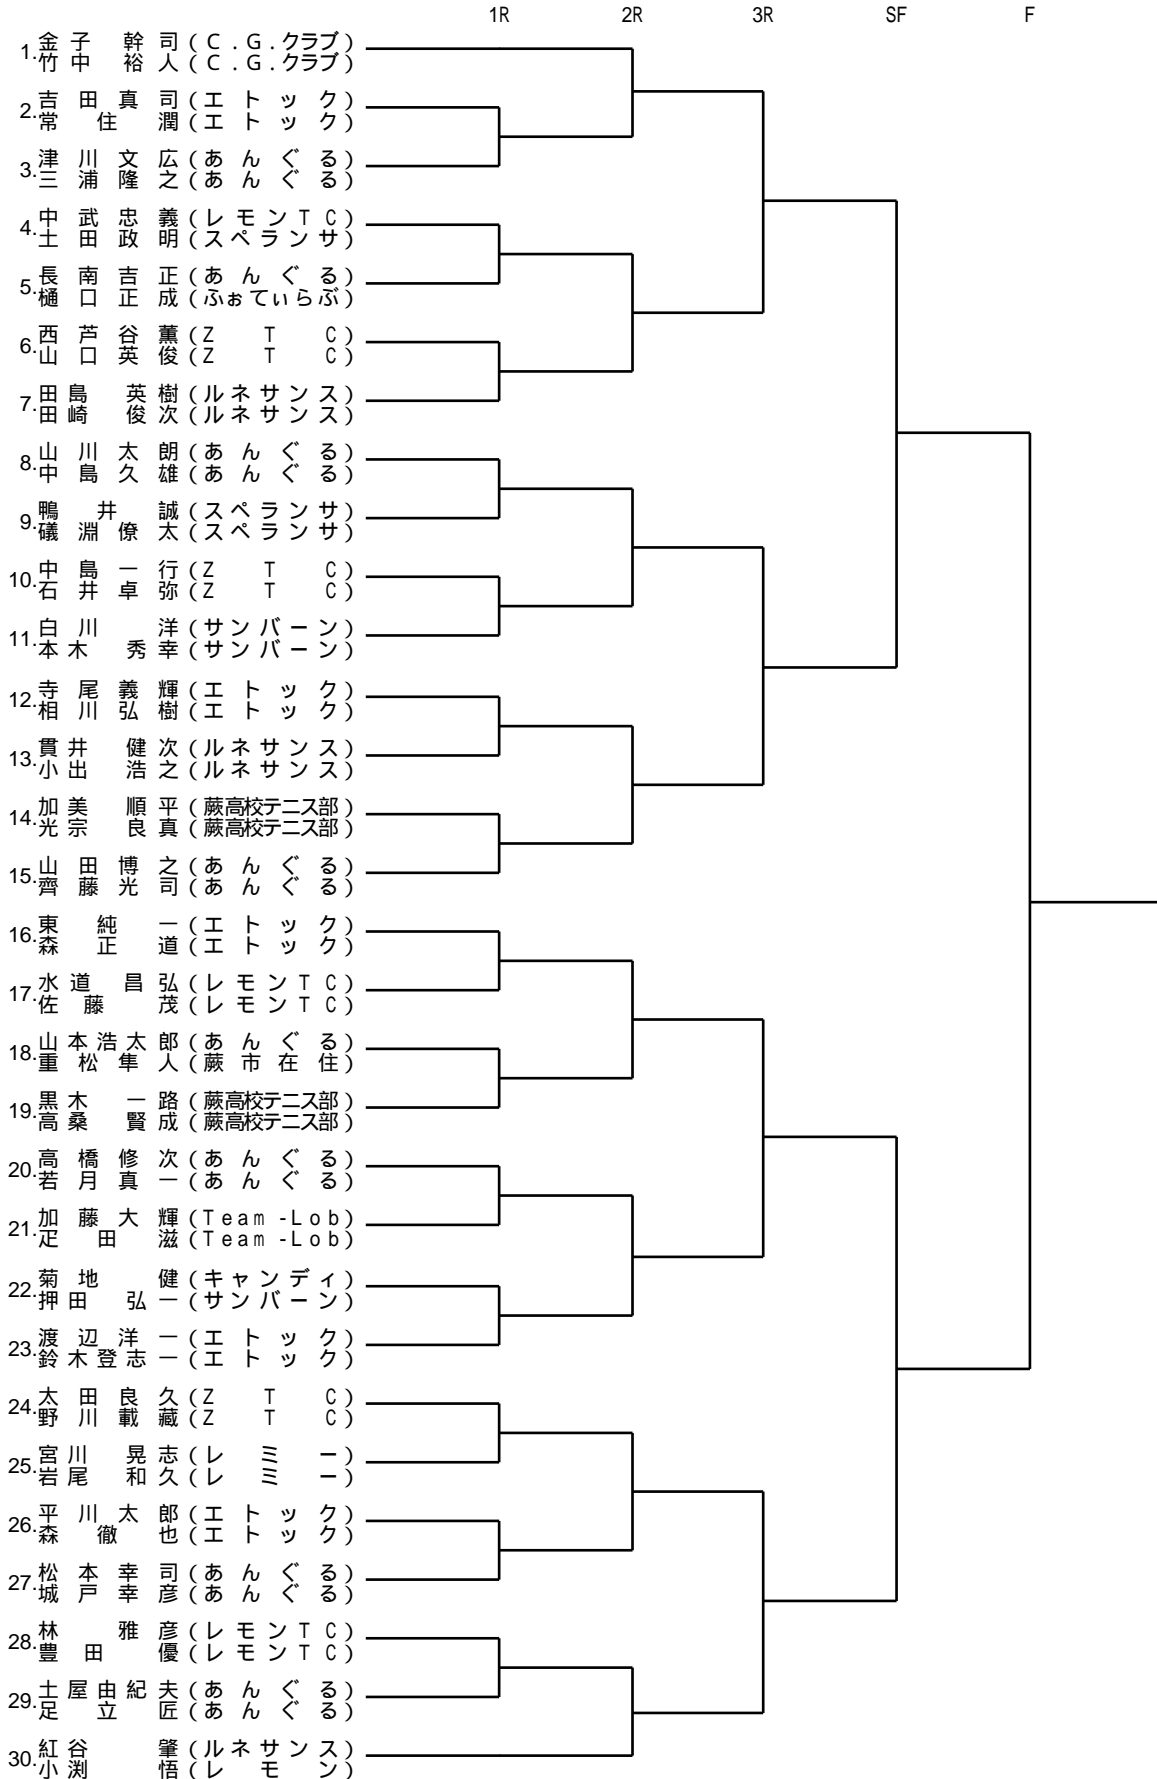 1R 2R 3R SF F
1. 金子 幹司 (C.G.クラブ)
竹中 裕人 (C.G.クラブ)
2. 吉田真司 (エトック)
常住 潤 (エトック)
3. 津川文広 (あんぐる)
三浦隆之 (あんぐる)
4. 中武忠義 (レモンTC)
土田政明 (スペランサ)
5. 長南吉正 (あんぐる)
樋口正成 (ふぉてぃらぶ)
6. 西芦谷薫 (ZTC)
山口英俊 (ZTC)
7. 田島 英樹 (ルネサンス)
田崎 俊次 (ルネサンス)
8. 山川太朗 (あんぐる)
中島久雄 (あんぐる)
9. 鴨井 誠 (スペランサ)
礒淵僚太 (スペランサ)
10. 中島一行 (ZTC)
石井卓弥 (ZTC)
11. 白川 洋 (サンバーン)
本木 秀幸 (サンバーン)
12. 寺尾義輝 (エトック)
相川弘樹 (エトック)
13. 貫井 健次 (ルネサンス)
小出 浩之 (ルネサンス)
14. 加美 順平 (蕨高校テニス部)
光宗 良真 (蕨高校テニス部)
15. 山田博之 (あんぐる)
齊藤光司 (あんぐる)
16. 東 純一 (エトック)
森 正道 (エトック)
17. 水道 昌弘 (レモンTC)
佐藤 茂 (レモンTC)
18. 山本浩太郎 (あんぐる)
重松隼人 (蕨市在住)
19. 黒木 一路 (蕨高校テニス部)
高桑 賢成 (蕨高校テニス部)
20. 高橋修次 (あんぐる)
若月真一 (あんぐる)
21. 加藤大輝 (Team-Lob)
疋田 滋 (Team-Lob)
22. 菊地 健 (キャンディ)
押田 弘一 (サンバーン)
23. 渡辺洋一 (エトック)
鈴木登志一 (エトック)
24. 太田良久 (ZTC)
野川載蔵 (ZTC)
25. 宮川 晃志 (レミー)
岩尾 和久 (レミー)
26. 平川太郎 (エトック)
森 徹也 (エトック)
27. 松本幸司 (あんぐる)
城戸幸彦 (あんぐる)
28. 林 雅彦 (レモンTC)
豊田 優 (レモンTC)
29. 土屋由紀夫 (あんぐる)
足立 匠 (あんぐる)
30. 紅谷 肇 (ルネサンス)
小渕 悟 (レモン)